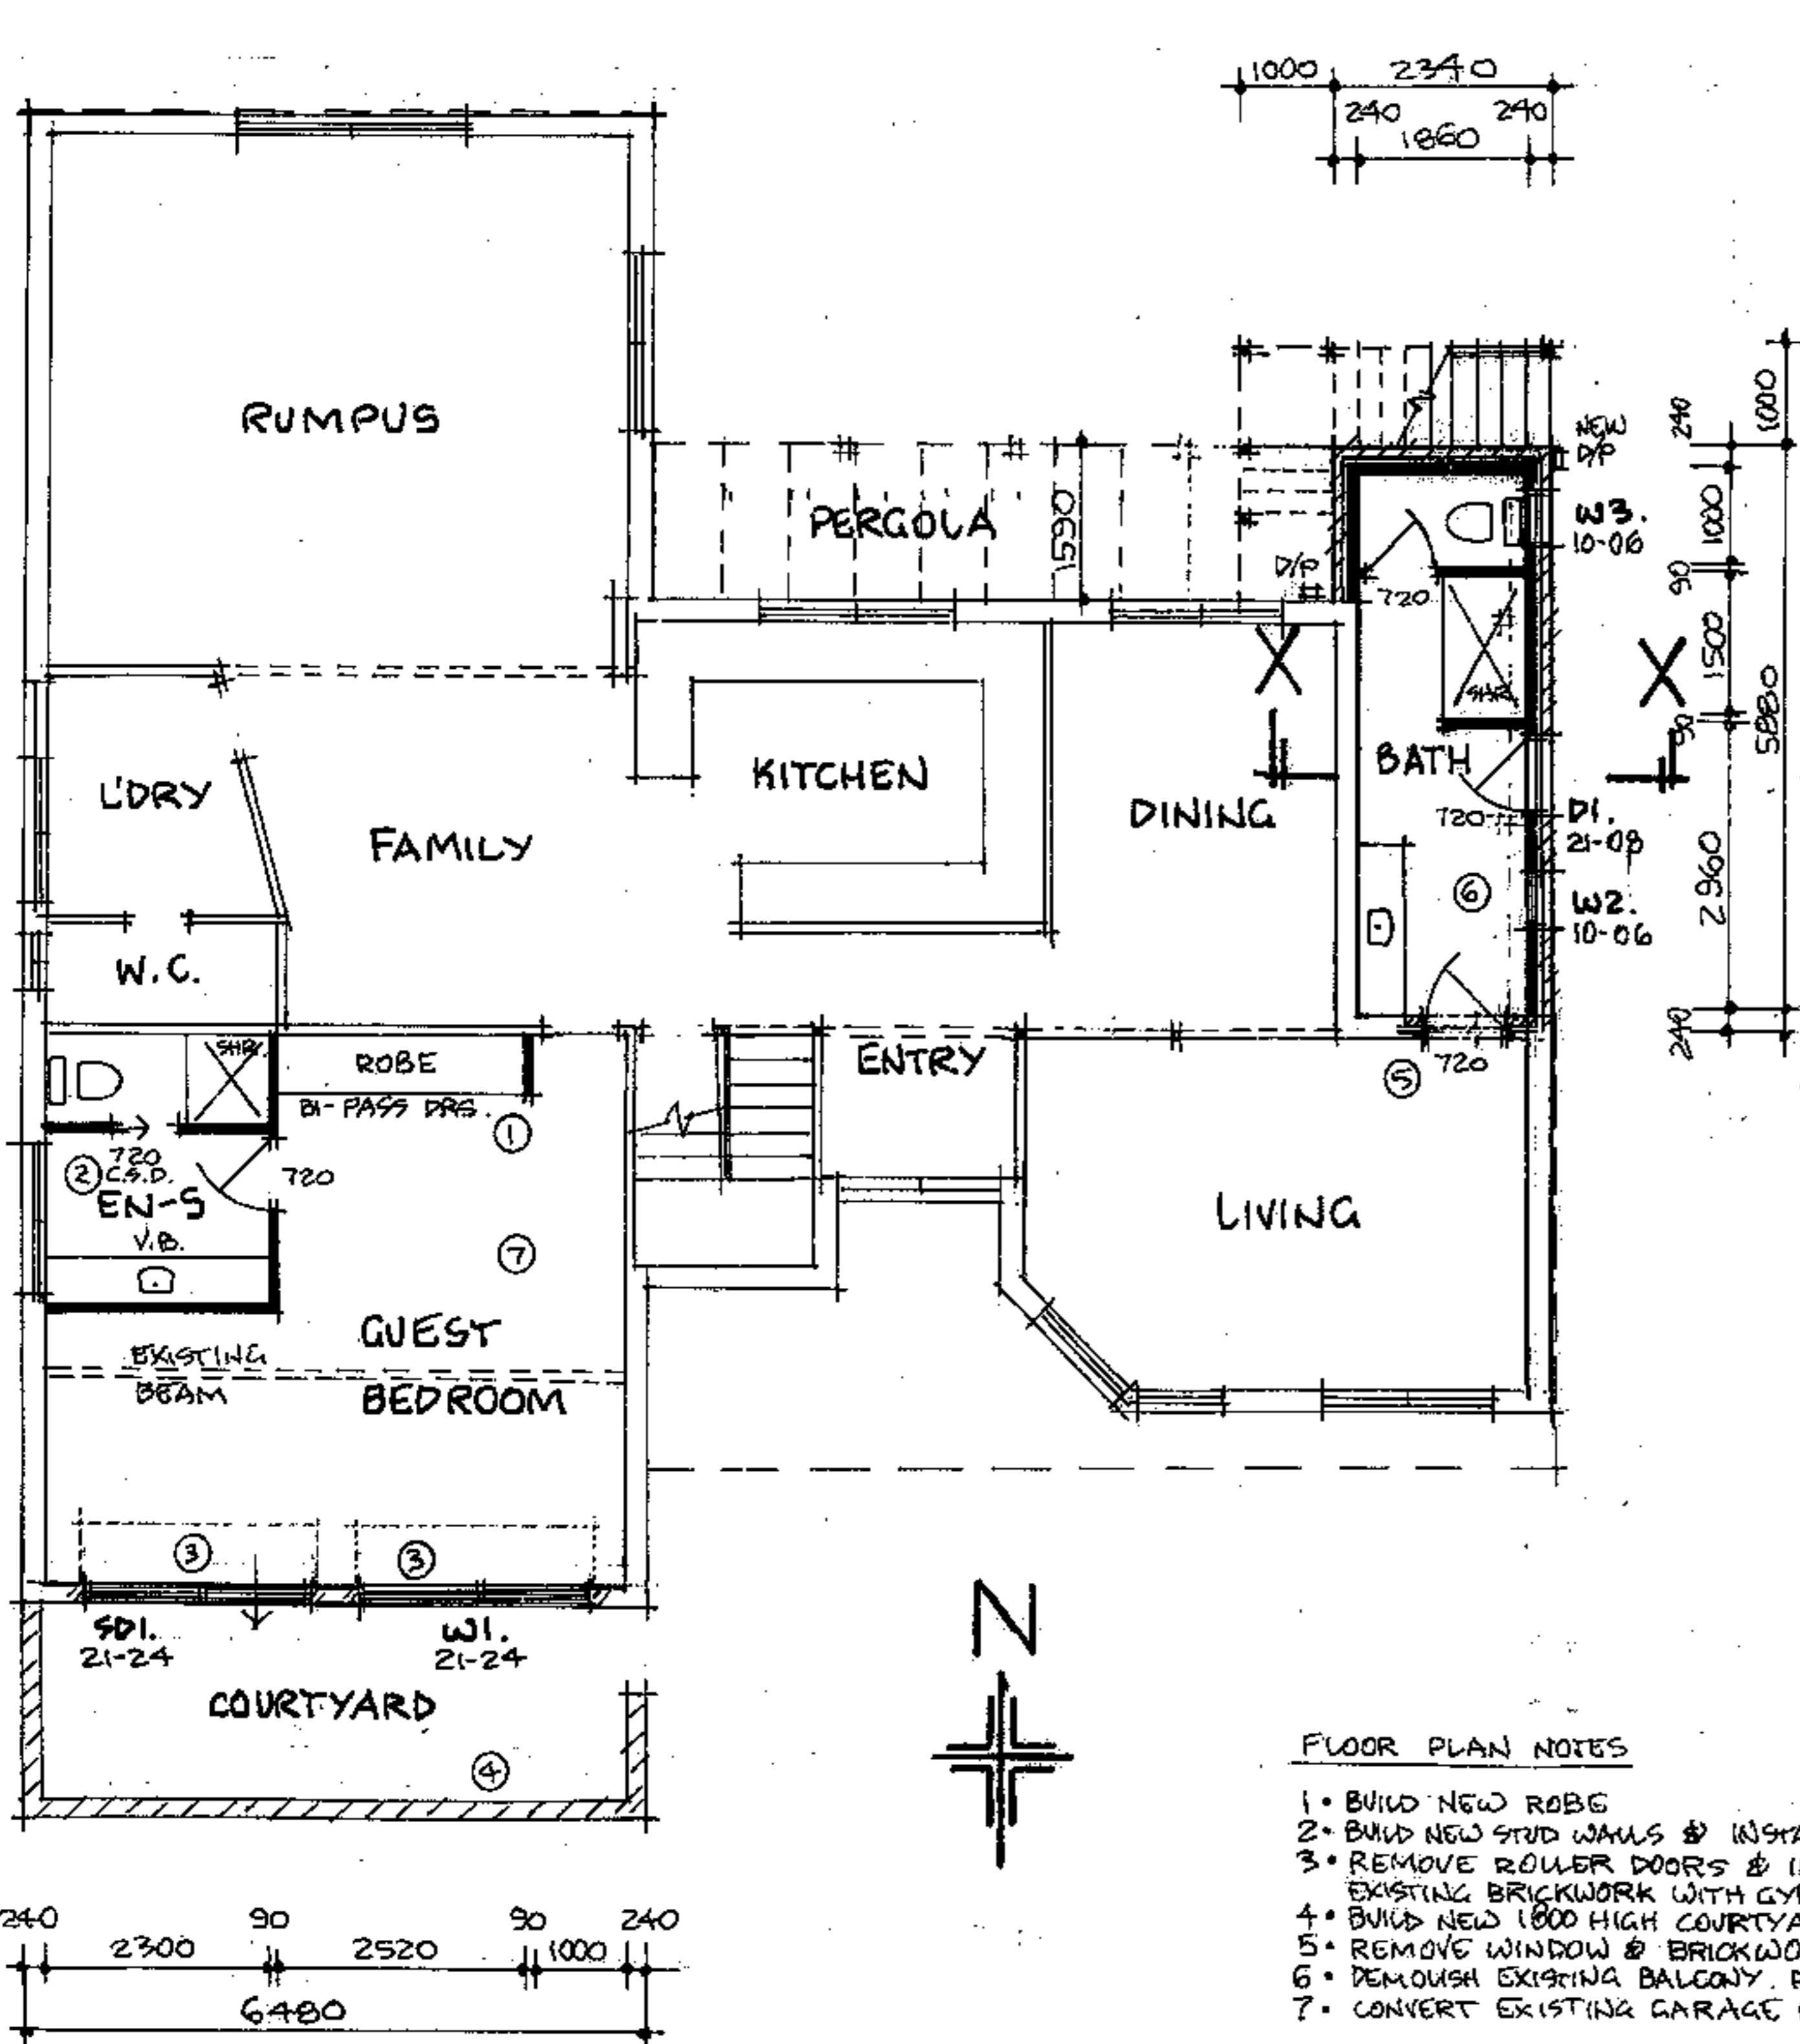 1000 2340
240 240
1860
RUMPUS
1000
240
NEW
D/P
PERGOLA
1590
W3.
10-06
1000
D/P
90
720
1500
X X
SHR
5880
90
KITCHEN
BATH
L'DRY
DINING
720
D1.
21-08
FAMILY
2960
6
W2.
10-06
W.C.
240
SHR
ROBE
ENTRY
720
5
BI-PASS DRS.
1
720
C.S.D.
2
720
EN-S
V.B.
7
LIVING
GUEST
BEDROOM
EXISTING
BEAM
3 3
SD1.
21-24
W1.
21-24
N
COURTYARD
4
FLOOR PLAN NOTES
1 • BUILD NEW ROBE
2 • BUILD NEW STUD WALLS &
3 • REMOVE ROLLER DOORS &
EXISTING BRICKWORK WITH
4 • BUILD NEW 1800 HIGH
5 • REMOVE WINDOW &
6 • DEMOLISH EXISTING BALCONY.
7 • CONVERT EXISTING GARAGE
240 90 90 240
2300 2520 1000
6480